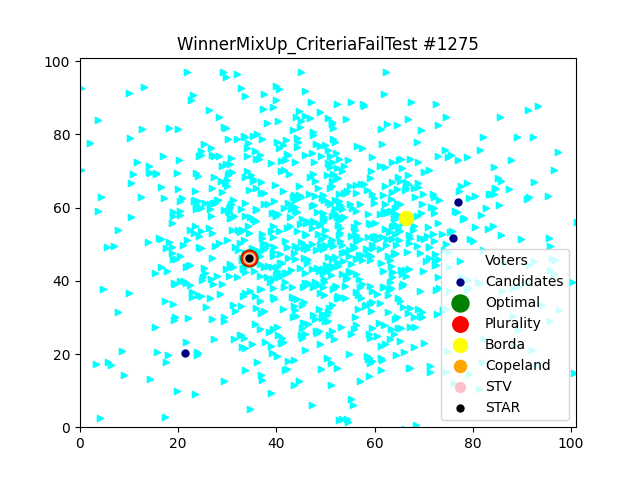 WinnerMixUp_CriteriaFailTest #1275
100
80
60
40
20
0
0
20
40
60
80
100
Voters
Candidates
Optimal
Plurality
Borda
Copeland
STV
STAR